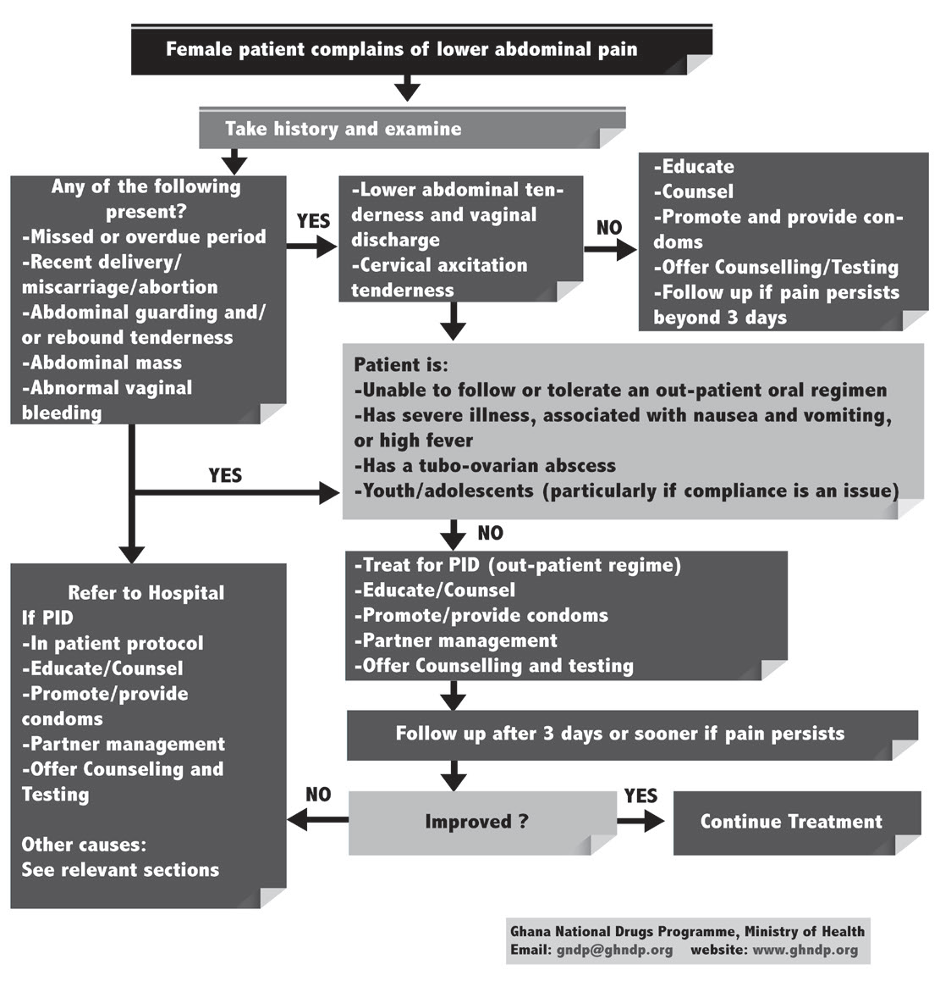 Female patient complains of lower abdominal pain
Take history and examine
Any of the following
present?
-Missed or overdue period
-Recent delivery/
miscarriage/abortion
-Abdominal guarding and/
or rebound tenderness
-Abdominal mass
-Abnormal vaginal
bleeding
YES
-Lower abdominal ten-
derness and vaginal
discharge
-Cervical axcitation
tenderness
NO
-Educate
-Counsel
-Promote and provide con-
doms
-Offer Counselling/Testing
-Follow up if pain persists
beyond 3 days
YES
Patient is:
-Unable to follow or tolerate an out-patient oral regimen
-Has severe illness, associated with nausea and vomiting,
or high fever
-Has a tubo-ovarian abscess
-Youth/adolescents (particularly if compliance is an issue)
NO
-Treat for PID (out-patient regime)
-Educate/Counsel
-Promote/provide condoms
-Partner management
-Offer Counselling and testing
Follow up after 3 days or sooner if pain persists
Improved ?
YES
Continue Treatment
NO
Refer to Hospital
If PID
-In patient protocol
-Educate/Counsel
-Promote/provide
condoms
-Partner management
-Offer Counseling and
Testing
Other causes:
See relevant sections
Ghana National Drugs Programme, Ministry of Health
Email: gndp@ghndp.org website: www.ghndp.org